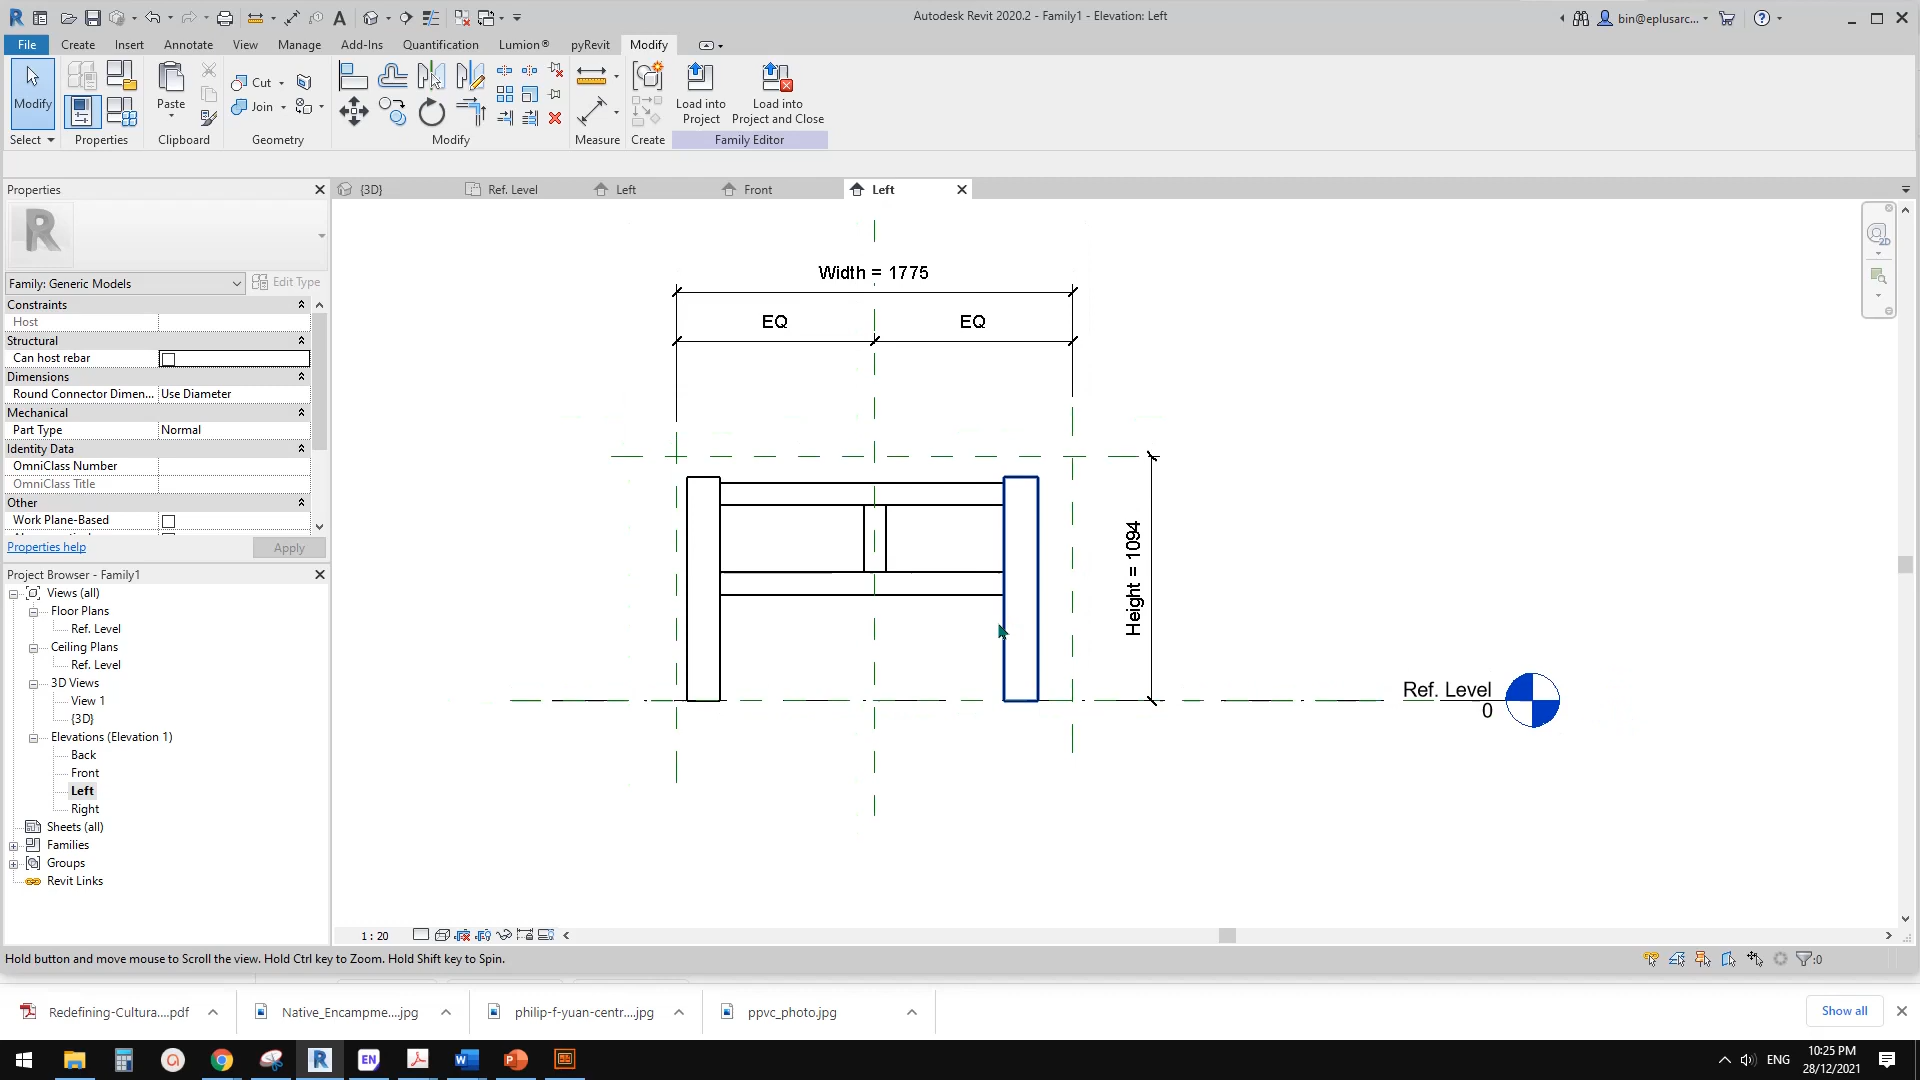 Autodesk Revit 2020.2 - Family1 - Elevation: Left
bin@eplusarc...
File Create Insert Annotate View Manage Add-Ins Quantification Lumion® pyRevit Modify
Modify
Select
Properties
Paste
Clipboard
Cut
Join
Geometry
Modify
Measure
Create
Load into
Project
Load into
Project and Close
Family Editor
Properties
{3D}
Ref. Level
Left
Front
Left
Family: Generic Models
Edit Type
Constraints
Host
Structural
Can host rebar
Dimensions
Round Connector Dimen... Use Diameter
Mechanical
Part Type Normal
Identity Data
OmniClass Number
OmniClass Title
Other
Work Plane-Based
Properties help
Apply
Project Browser - Family1
Views (all)
Floor Plans
Ref. Level
Ceiling Plans
Ref. Level
3D Views
View 1
{3D}
Elevations (Elevation 1)
Back
Front
Left
Right
Sheets (all)
Families
Groups
Revit Links
Width = 1775
EQ
EQ
Height = 1094
Ref. Level
0
2D
1 : 20
Hold button and move mouse to Scroll the view. Hold Ctrl key to Zoom. Hold Shift key to Spin.
:0
Redefining-Cultura....pdf
Native_Encampme....jpg
philip-f-yuan-centr....jpg
ppvc_photo.jpg
Show all
EN
ENG
10:25 PM
28/12/2021